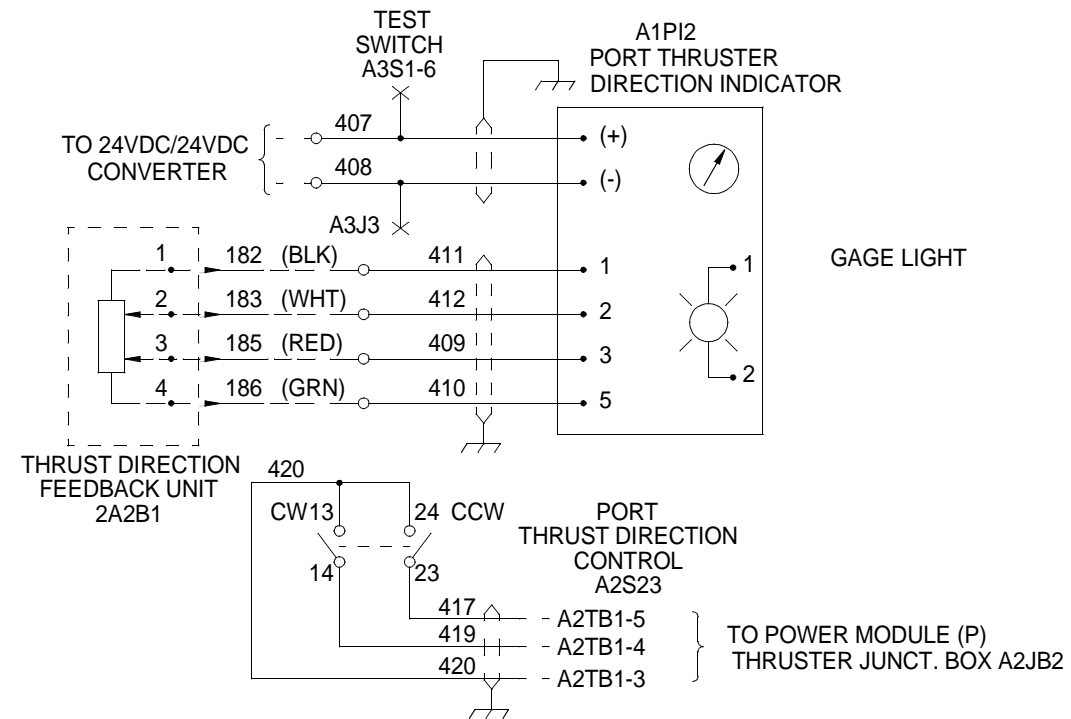 TEST
SWITCH
A3S1-6
A1PI2
PORT THRUSTER
DIRECTION INDICATOR
TO 24VDC/24VDC
CONVERTER
407
408
(+)
(-)
A3J3
1 182 (BLK) 411 1
2 183 (WHT) 412 2
3 185 (RED) 409 3
4 186 (GRN) 410 5
1
2
GAGE LIGHT
THRUST DIRECTION
FEEDBACK UNIT
2A2B1
420
CW 13 24 CCW
14 23
PORT
THRUST DIRECTION
CONTROL
A2S23
417 A2TB1-5
419 A2TB1-4
420 A2TB1-3
TO POWER MODULE (P)
THRUSTER JUNCT. BOX A2JB2